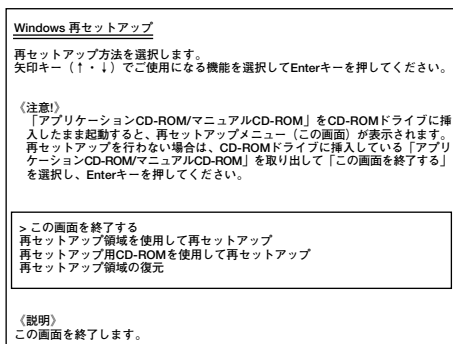 Windows 再セットアップ
再セットアップ方法を選択します。
矢印キー（↑・↓）でご使用になる機能を選択してEnterキーを押してください。
《注意!》
「アプリケーションCD-ROM/マニュアルCD-ROM」をCD-ROMドライブに挿
入したまま起動すると、再セットアップメニュー（この画面）が表示されます。
再セットアップを行わない場合は、CD-ROMドライブに挿入している「アプリ
ケーションCD-ROM/マニュアルCD-ROM」を取り出して「この画面を終了する」
を選択し、Enterキーを押してください。
> この画面を終了する
再セットアップ領域を使用して再セットアップ
再セットアップ用CD-ROMを使用して再セットアップ
再セットアップ領域の復元
《説明》
この画面を終了します。